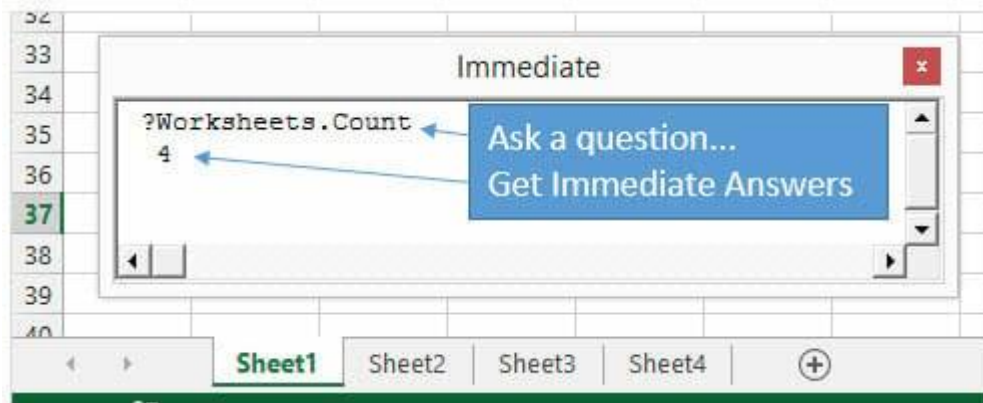 32
33
Immediate
x
34
?Worksheets.Count
Ask a question...
35
4
Get Immediate Answers
36
37
38
39
40
Sheet1 Sheet2 Sheet3 Sheet4